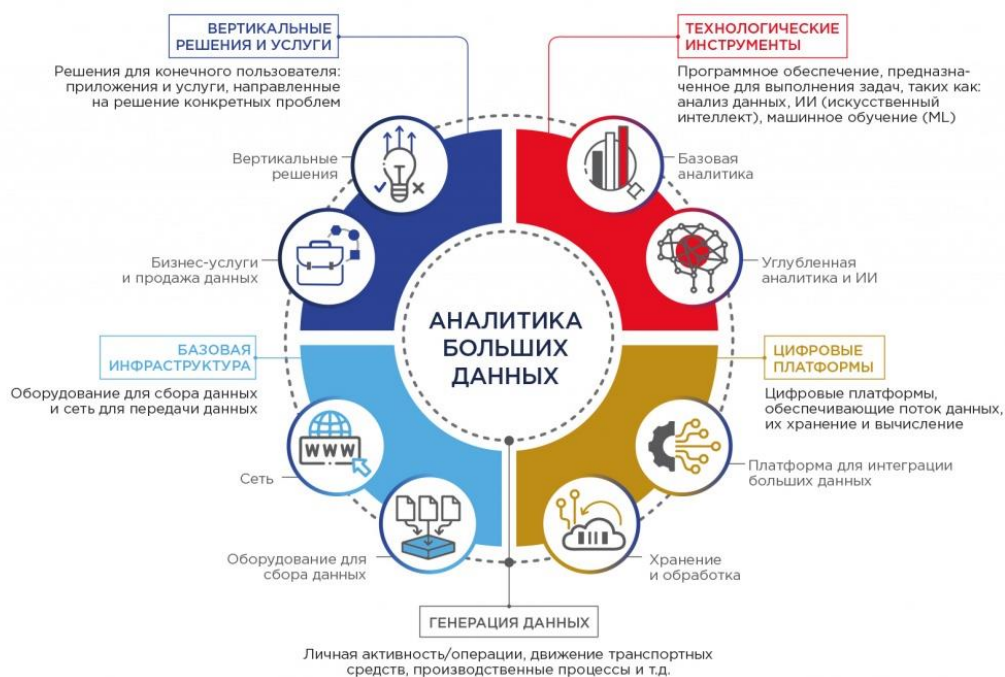 ВЕРТИКАЛЬНЫЕ
РЕШЕНИЯ И УСЛУГИ
Решения для конечного пользователя:
приложения и услуги, направленные
на решение конкретных проблем
ТЕХНОЛОГИЧЕСКИЕ
ИНСТРУМЕНТЫ
Программное обеспечение, предназна-
ченное для выполнения задач, таких как:
анализ данных, ИИ (искусственный
интеллект), машинное обучение (ML)
Вертикальные
решения
Базовая
аналитика
Бизнес-услуги
и продажа данных
Углубленная
аналитика и ИИ
АНАЛИТИКА
БОЛЬШИХ
ДАННЫХ
БАЗОВАЯ
ИНФРАСТРУКТУРА
Оборудование для сбора данных
и сеть для передачи данных
ЦИФРОВЫЕ
ПЛАТФОРМЫ
Цифровые платформы,
обеспечивающие поток данных,
их хранение и вычисление
WWW
Сеть
Платформа для интеграции
больших данных
Оборудование для
сбора данных
Хранение
и обработка
ГЕНЕРАЦИЯ ДАННЫХ
Личная активность/операции, движение транспортных
средств, производственные процессы и т.д.